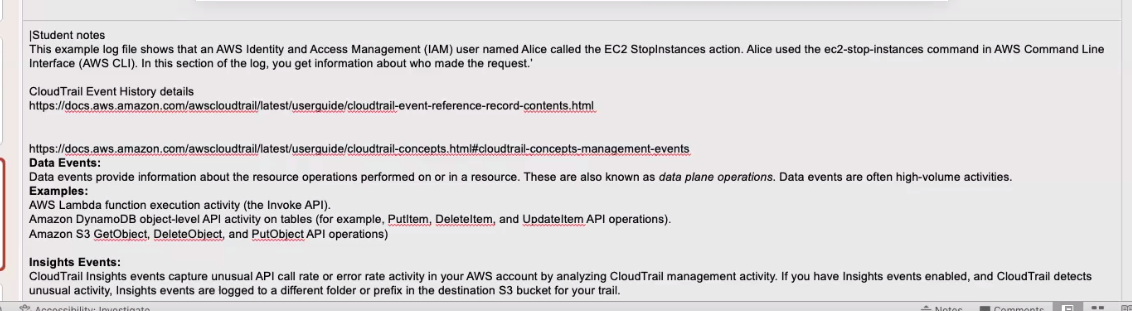 Student notes
This example log file shows that an AWS Identity and Access Management (IAM) user named Alice called the EC2 StopInstances action. Alice used the ec2-stop-instances command in AWS Command Line
Interface (AWS CLI). In this section of the log, you get information about who made the request.'
CloudTrail Event History details
https://docs.aws.amazon.com/awscloudtrail/latest/userguide/cloudtrail-event-reference-record-contents.html
https://docs.aws.amazon.com/awscloudtrail/latest/userguide/cloudtrail-concepts.html#cloudtrail-concepts-management-events
Data Events:
Data events provide information about the resource operations performed on or in a resource. These are also known as data plane operations. Data events are often high-volume activities.
Examples:
AWS Lambda function execution activity (the Invoke API).
Amazon DynamoDB object-level API activity on tables (for example, PutItem, DeleteItem, and UpdateItem API operations).
Amazon S3 GetObject, DeleteObject, and PutObject API operations)
Insights Events:
CloudTrail Insights events capture unusual API call rate or error rate activity in your AWS account by analyzing CloudTrail management activity. If you have Insights events enabled, and CloudTrail detects
unusual activity, Insights events are logged to a different folder or prefix in the destination S3 bucket for your trail.
Accessibility: Investigate Notes Comments